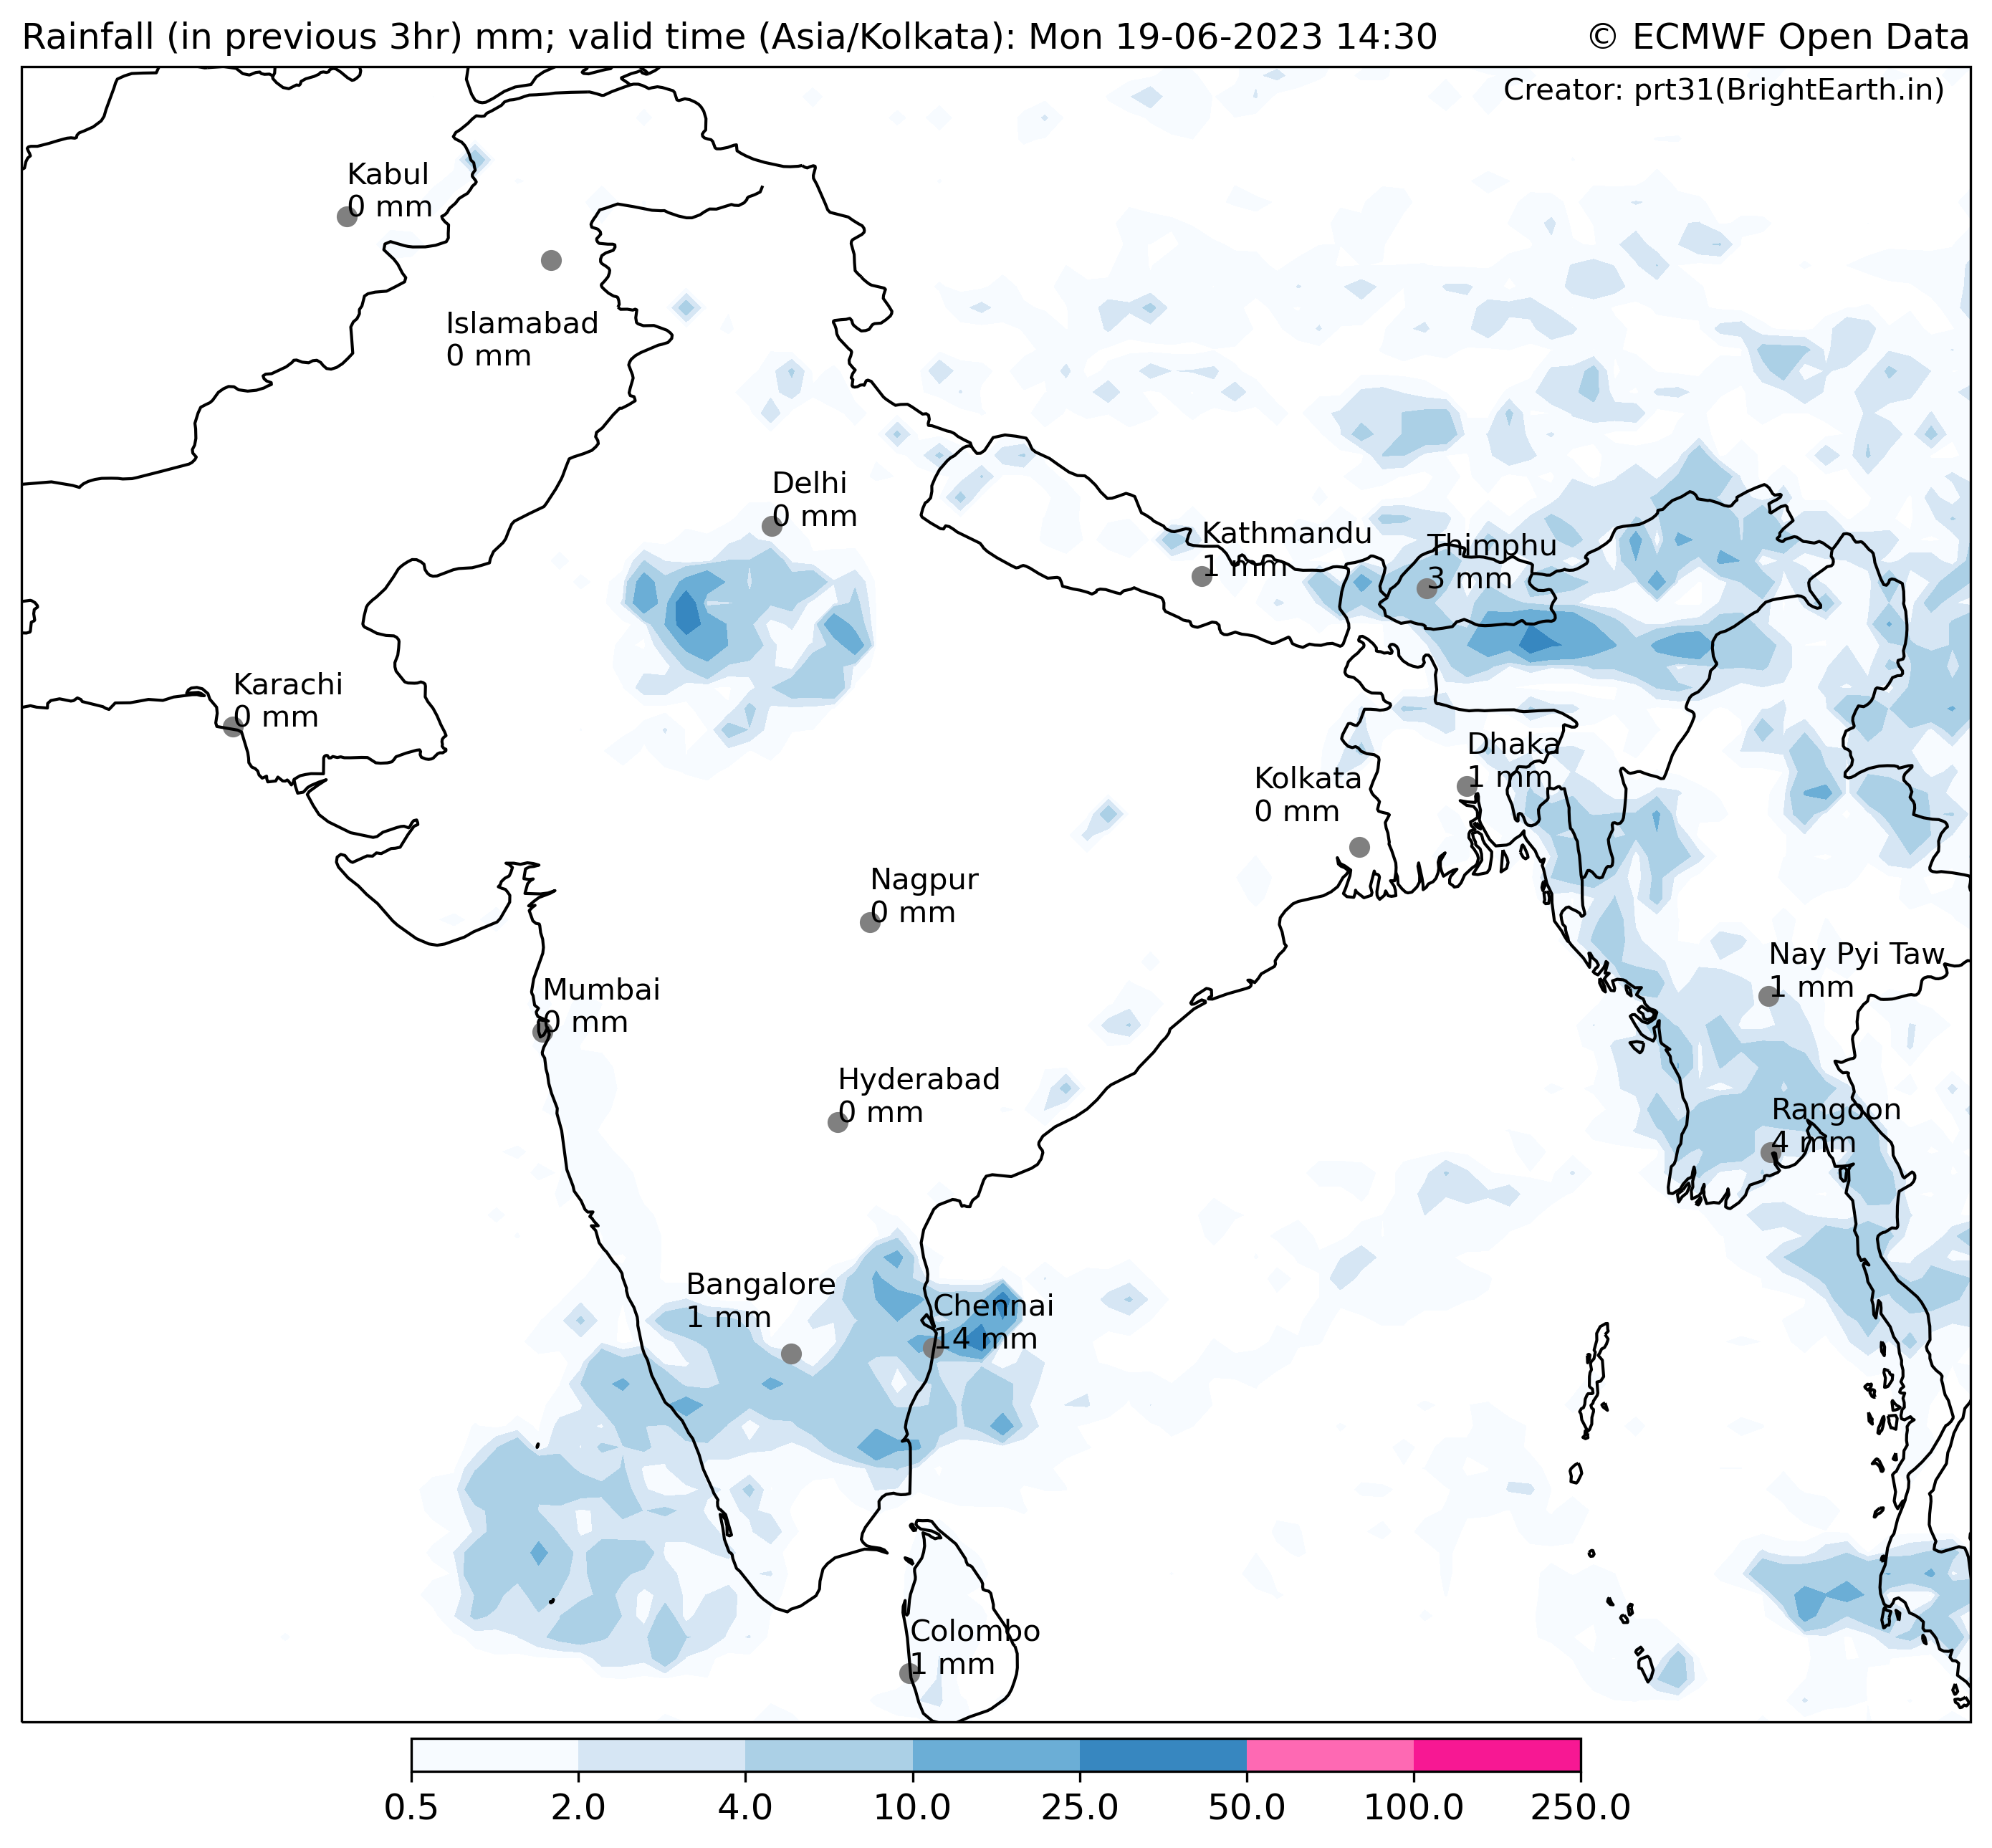 Rainfall (in previous 3hr) mm; valid time (Asia/Kolkata): Mon 19-06-2023 14:30
© ECMWF Open Data
Creator: prt31(BrightEarth.in)
Kabul
0 mm
Islamabad
0 mm
Delhi
0 mm
Kathmandu
1 mm
Thimphu
3 mm
Karachi
0 mm
Dhaka
1 mm
Kolkata
0 mm
Nagpur
0 mm
Nay Pyi Taw
1 mm
Mumbai
0 mm
Hyderabad
0 mm
Rangoon
4 mm
Bangalore
1 mm
Chennai
14 mm
Colombo
1 mm
0.5 2.0 4.0 10.0 25.0 50.0 100.0 250.0